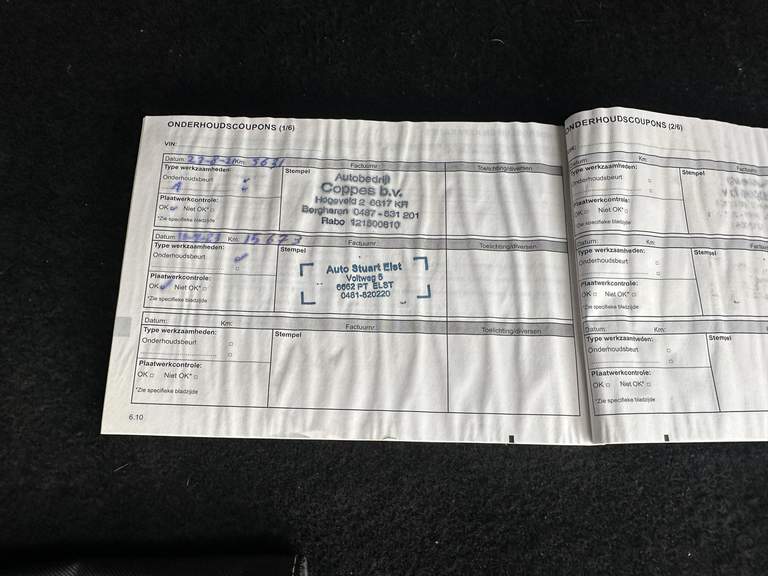 ONDERHOUDSCOUPONS (1/6)
VIN:
Datum: Km: 5631 Factuurnr.: Toelichting/diversen
Type werkzaamheden: Stempel
Onderhoudsbeurt
A
Plaatwerkcontrole:
OK Niet OK*
*Zie specifieke bladzijde
Autobedrijf
Coppes b.v.
Hogeveld 2 6617 KR
Bergharen 0487-531 201
Rabo 121800810
Datum: Km: 15673 Factuurnr.: Toelichting/diversen
Type werkzaamheden: Stempel
Onderhoudsbeurt
Plaatwerkcontrole:
OK Niet OK*
*Zie specifieke bladzijde
Auto Stuart Elst
Voltweg 5
6662 PT ELST
0481-820220
Datum: Km: Factuurnr.: Toelichting/diversen
Type werkzaamheden: Stempel
Onderhoudsbeurt
Plaatwerkcontrole:
OK Niet OK*
*Zie specifieke bladzijde
6.10
ONDERHOUDSCOUPONS (2/6)
Datum: Km:
Type werkzaamheden: Stempel
Onderhoudsbeurt
Plaatwerkcontrole:
OK Niet OK*
*Zie specifieke bladzijde
Datum: Km:
Type werkzaamheden: Stempel
Onderhoudsbeurt
Plaatwerkcontrole:
OK Niet OK*
*Zie specifieke bladzijde
Datum: Km:
Type werkzaamheden: Stempel
Onderhoudsbeurt
Plaatwerkcontrole:
OK Niet OK*
*Zie specifieke bladzijde